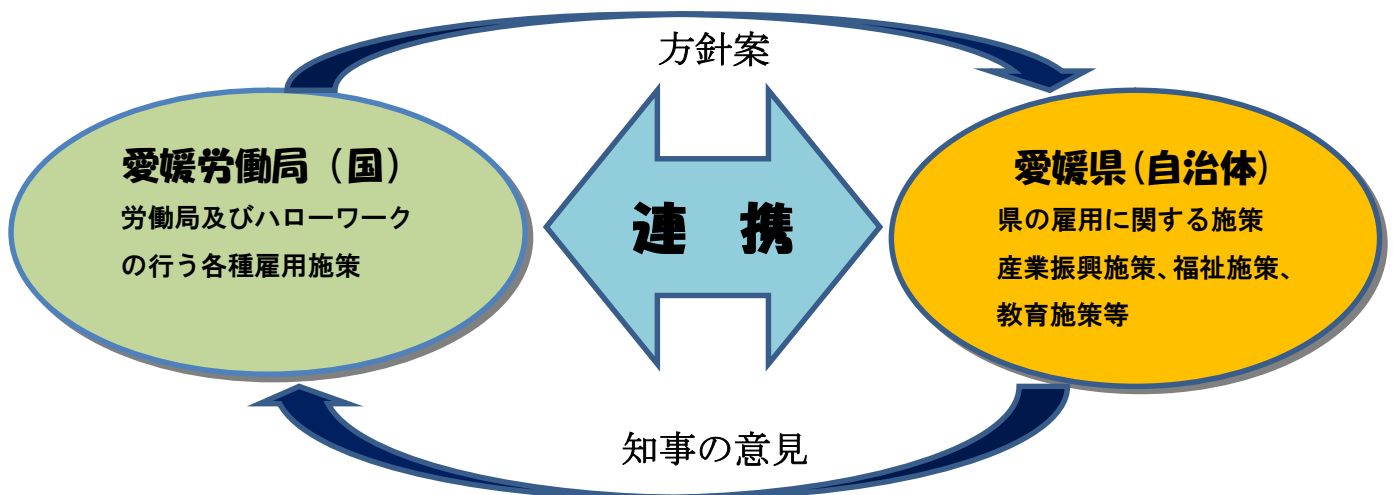 方針案
愛媛労働局（国）
労働局及びハローワーク
の行う各種雇用施策
連　携
愛媛県(自治体)
県の雇用に関する施策
産業振興施策、福祉施策、
教育施策等
知事の意見